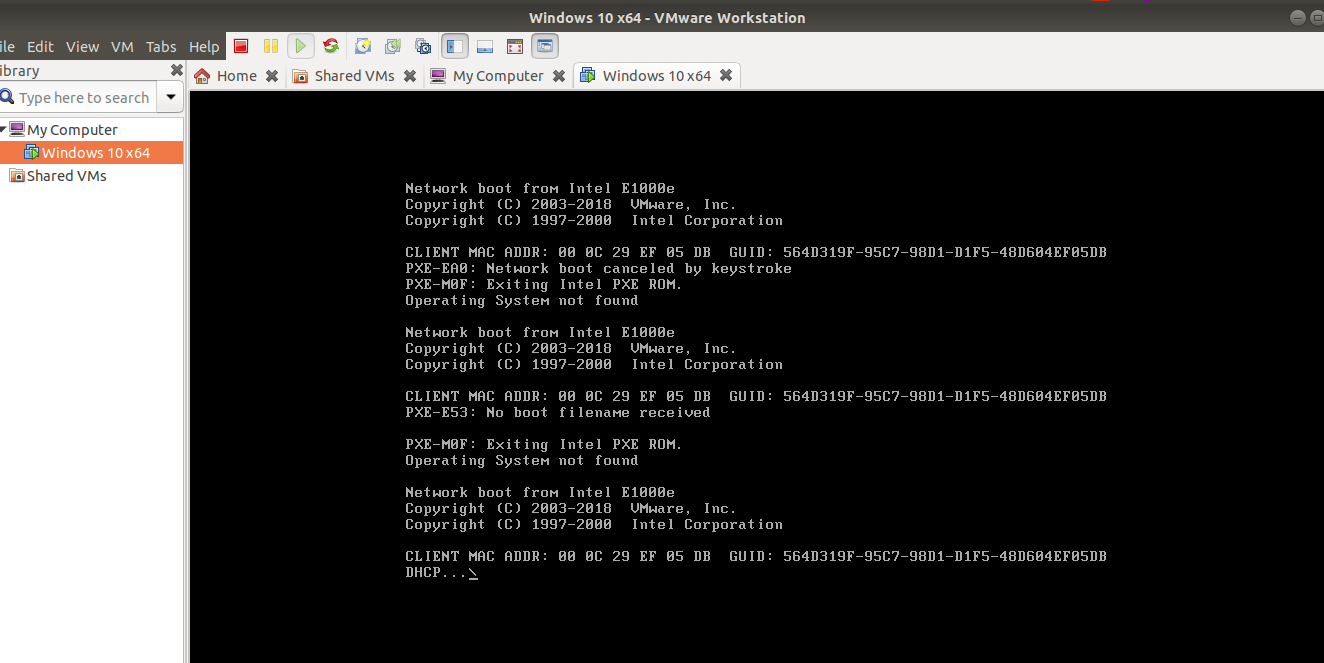 Windows 10 x64 - VMware Workstation
ile Edit View VM Tabs Help
ibrary
Type here to search
My Computer
Windows 10 x64
Shared VMs
Home Shared VMs My Computer Windows 10 x64
Network boot from Intel E1000e
Copyright (C) 2003-2018 VMware, Inc.
Copyright (C) 1997-2000 Intel Corporation
CLIENT MAC ADDR: 00 0C 29 EF 05 DB GUID: 564D319F-95C7-98D1-D1F5-48D604EF05DB
PXE-EA0: Network boot canceled by keystroke
PXE-M0F: Exiting Intel PXE ROM.
Operating System not found
Network boot from Intel E1000e
Copyright (C) 2003-2018 VMware, Inc.
Copyright (C) 1997-2000 Intel Corporation
CLIENT MAC ADDR: 00 0C 29 EF 05 DB GUID: 564D319F-95C7-98D1-D1F5-48D604EF05DB
PXE-E53: No boot filename received
PXE-M0F: Exiting Intel PXE ROM.
Operating System not found
Network boot from Intel E1000e
Copyright (C) 2003-2018 VMware, Inc.
Copyright (C) 1997-2000 Intel Corporation
CLIENT MAC ADDR: 00 0C 29 EF 05 DB GUID: 564D319F-95C7-98D1-D1F5-48D604EF05DB
DHCP...\